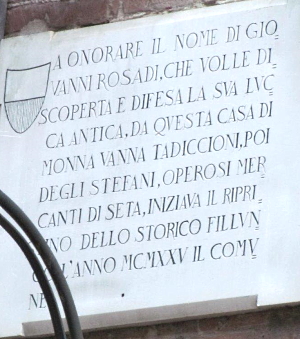 A ONORARE IL NOME DI GIO
VANNI ROSADI, CHE VOLLE DI
SCOPERTA E DIFESA LA SVA LVC
CA ANTICA, DA QVESTA CASA DI
MONNA VANNA TADICCIONI, POI
DEGLI STEFANI, OPEROSI MER
CANTI DI SETA, INIZIAVA IL RIPRI
TINO DELLO STORICO FILLVN
L'ANNO MCMXXV IL COMV
NE